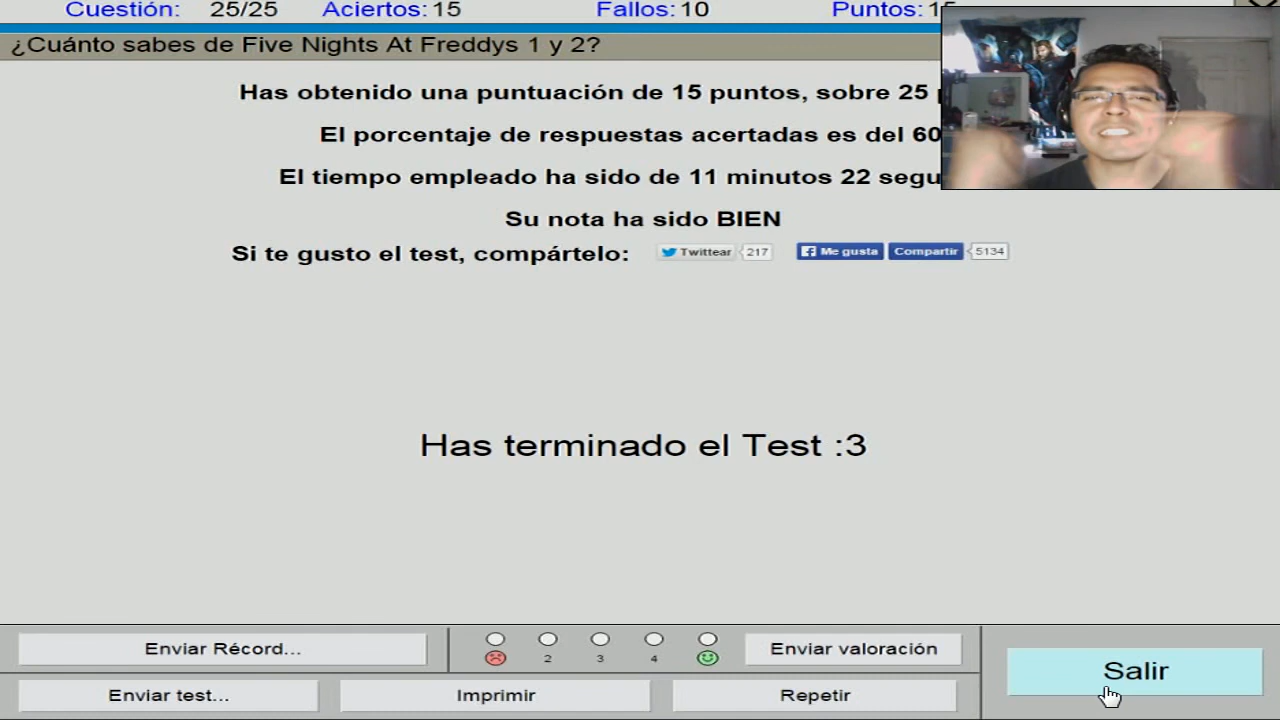 Cuestión: 25/25 Aciertos: 15 Fallos: 10 Puntos: 15
¿Cuánto sabes de Five Nights At Freddys 1 y 2?
Has obtenido una puntuación de 15 puntos, sobre 25
El porcentaje de respuestas acertadas es del 60
El tiempo empleado ha sido de 11 minutos 22 segu
Su nota ha sido BIEN
Si te gusto el test, compártelo: Twittear 217 Me gusta Compartir 5134
Has terminado el Test :3
Enviar Récord... 2 3 4 Enviar valoración
Salir
Enviar test... Imprimir Repetir